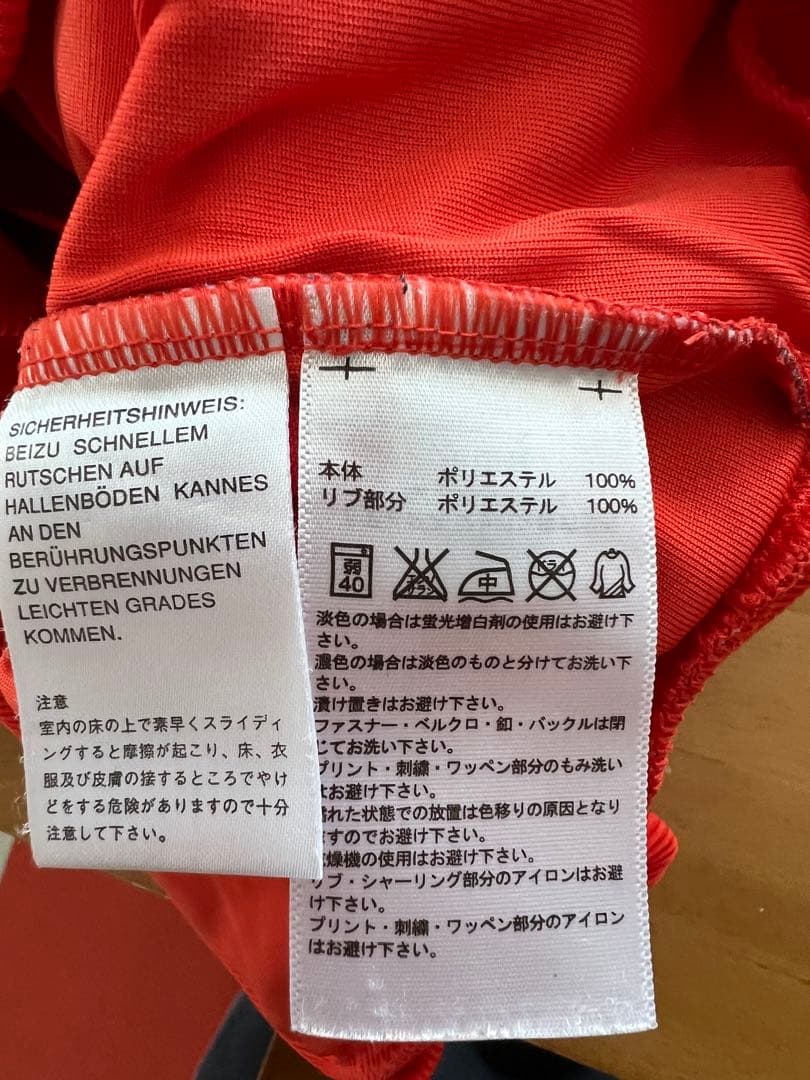 SICHERHEITSHINWEIS:
BEIZU SCHNELLEM
RUTSCHEN AUF
HALLENBÖDEN KANNES
AN DEN
BERÜHRUNGSPUNKTEN
ZU VERBRENNUNGEN
LEICHTEN GRADES
KOMMEN.
注意
室内の床の上で素早くスライディ
ングすると摩擦が起こり、床、衣
服及び皮膚の接するところでやけ
どをする危険がありますので十分
注意して下さい。
本体 ポリエステル 100%
リブ部分 ポリエステル 100%
弱 40 エンソサラシ 中 ドライ
淡色の場合は蛍光増白剤の使用はお避け下
さい。
濃色の場合は淡色のものと分けてお洗い下
さい。
漬け置きはお避け下さい。
ファスナー・ベルクロ・釦・バックルは閉
じてお洗い下さい。
プリント・刺繍・ワッペン部分のもみ洗い
はお避け下さい。
濡れた状態での放置は色移りの原因となり
ますのでお避け下さい。
乾燥機の使用はお避け下さい。
リブ・シャーリング部分のアイロンはお避
け下さい。
プリント・刺繍・ワッペン部分のアイロン
はお避け下さい。